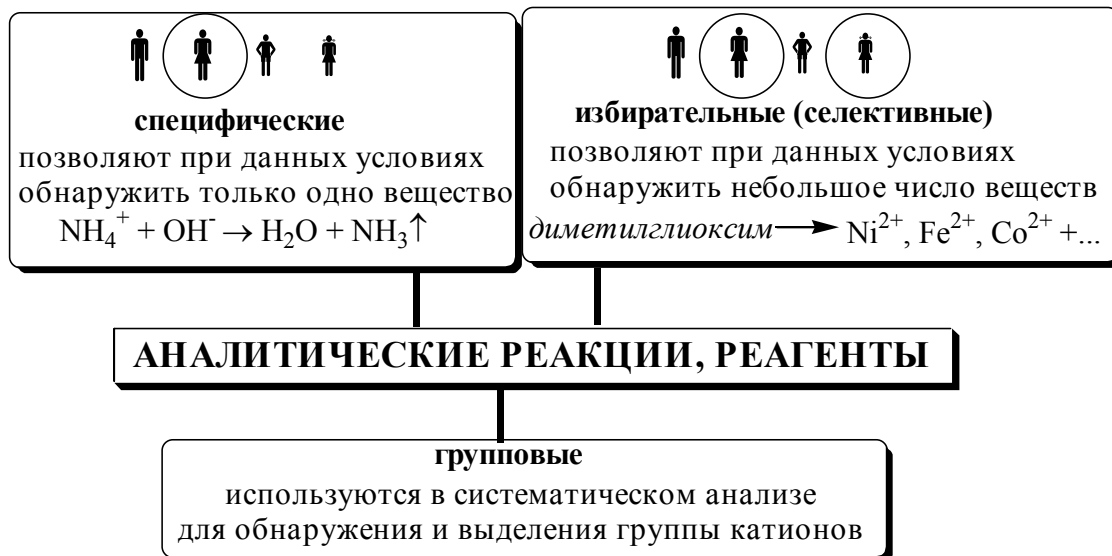 специфические
позволяют при данных условиях
обнаружить только одно вещество
NH₄⁺ + OH⁻ → H₂O + NH₃↑
избирательные (селективные)
позволяют при данных условиях
обнаружить небольшое число веществ
диметилглиоксим → Ni²⁺, Fe²⁺, Co²⁺ +...
АНАЛИТИЧЕСКИЕ РЕАКЦИИ, РЕАГЕНТЫ
групповые
используются в систематическом анализе
для обнаружения и выделения группы катионов